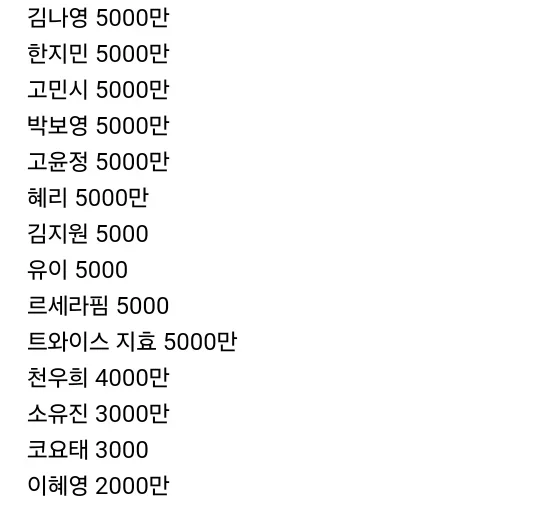 김나영 5000만
한지민 5000만
고민시 5000만
박보영 5000만
고윤정 5000만
혜리 5000만
김지원 5000
유이 5000
르세라핌 5000
트와이스 지효 5000만
천우희 4000만
소유진 3000만
코요태 3000
이혜영 2000만